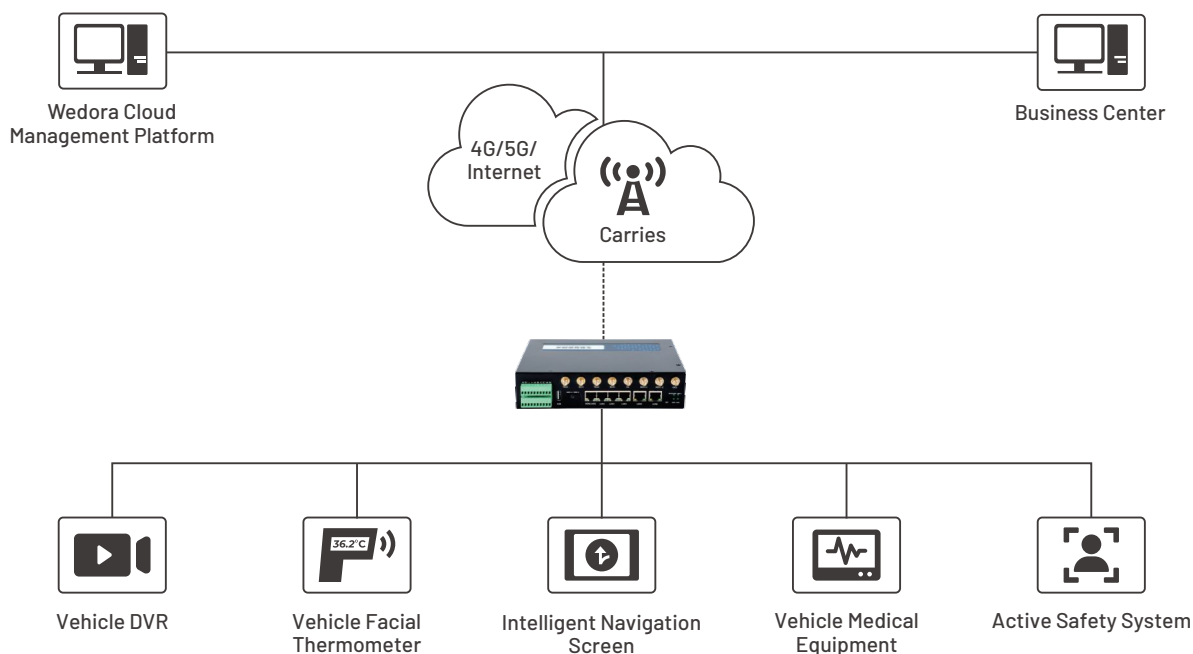 Wedora Cloud
Management Platform
Business Center
4G/5G/
Internet
Carries
36.2°C
Vehicle DVR
Vehicle Facial
Thermometer
Intelligent Navigation
Screen
Vehicle Medical
Equipment
Active Safety System